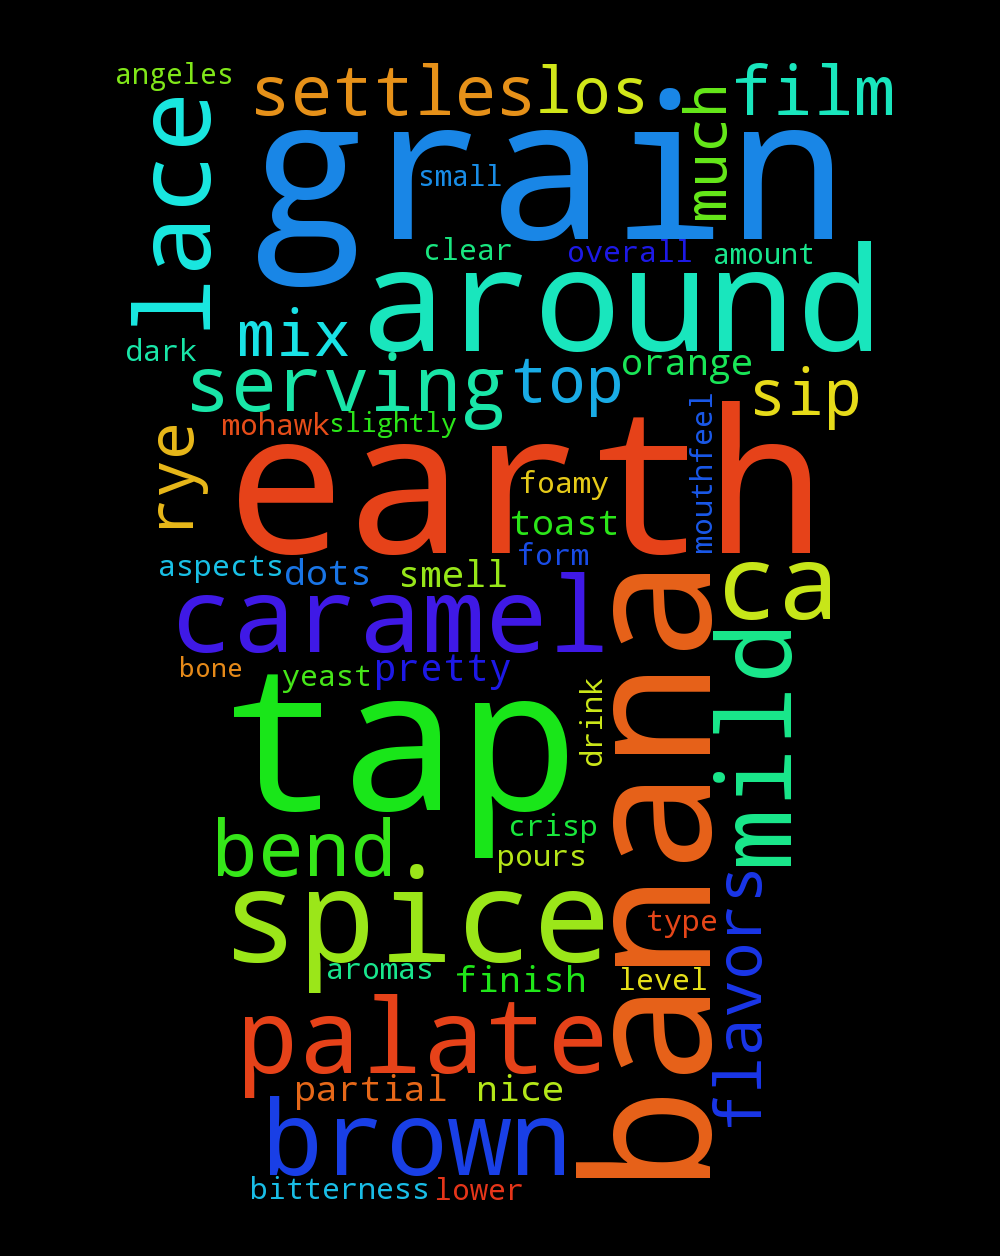 angeles
settles
los
film
lace
grain
much
small
clear
overall
amount
around
mix
dark
serving
top
orange
sip
mohawk
slightly
mouthfeel
rye
earth
foamy
toast
form
aspects
dots
smell
ca
caramel
mild
bone
yeast
pretty
drink
tap
banana
crisp
bend
pours
spice
flavors
type
aromas
finish
level
palate
partial
nice
brown
bitterness
lower